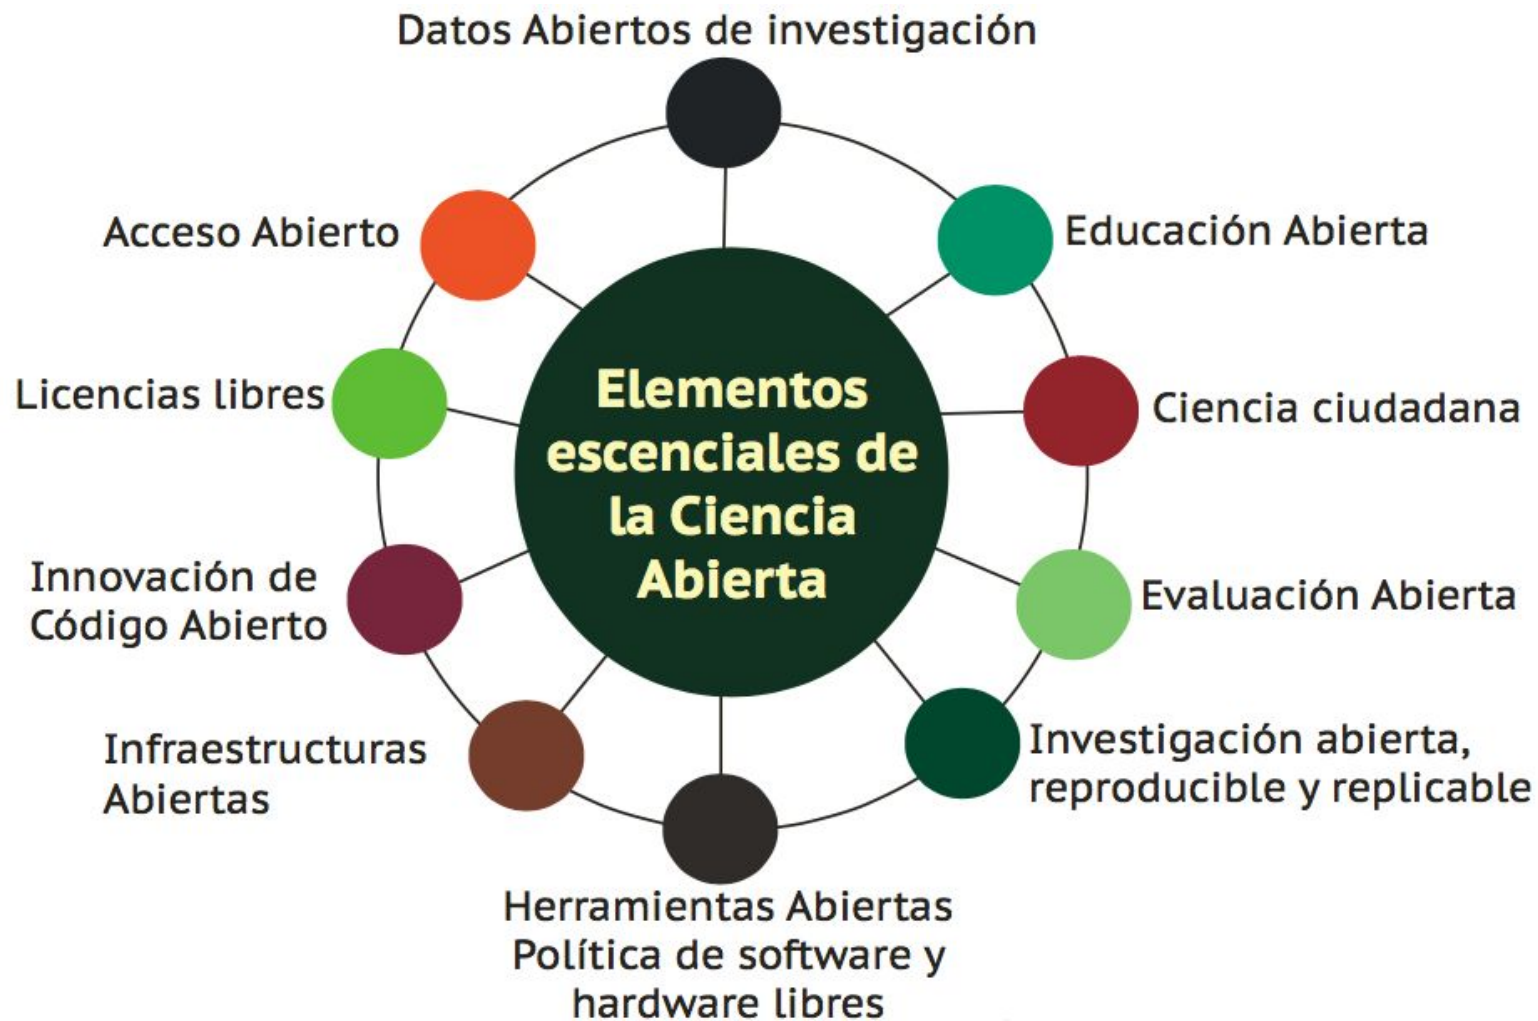 Datos Abiertos de investigación
Acceso Abierto
Educación Abierta
Licencias libres
Ciencia ciudadana
Elementos
escenciales de
la Ciencia
Abierta
Innovación de
Código Abierto
Evaluación Abierta
Infraestructuras
Abiertas
Investigación abierta,
reproducible y replicable
Herramientas Abiertas
Política de software y
hardware libres